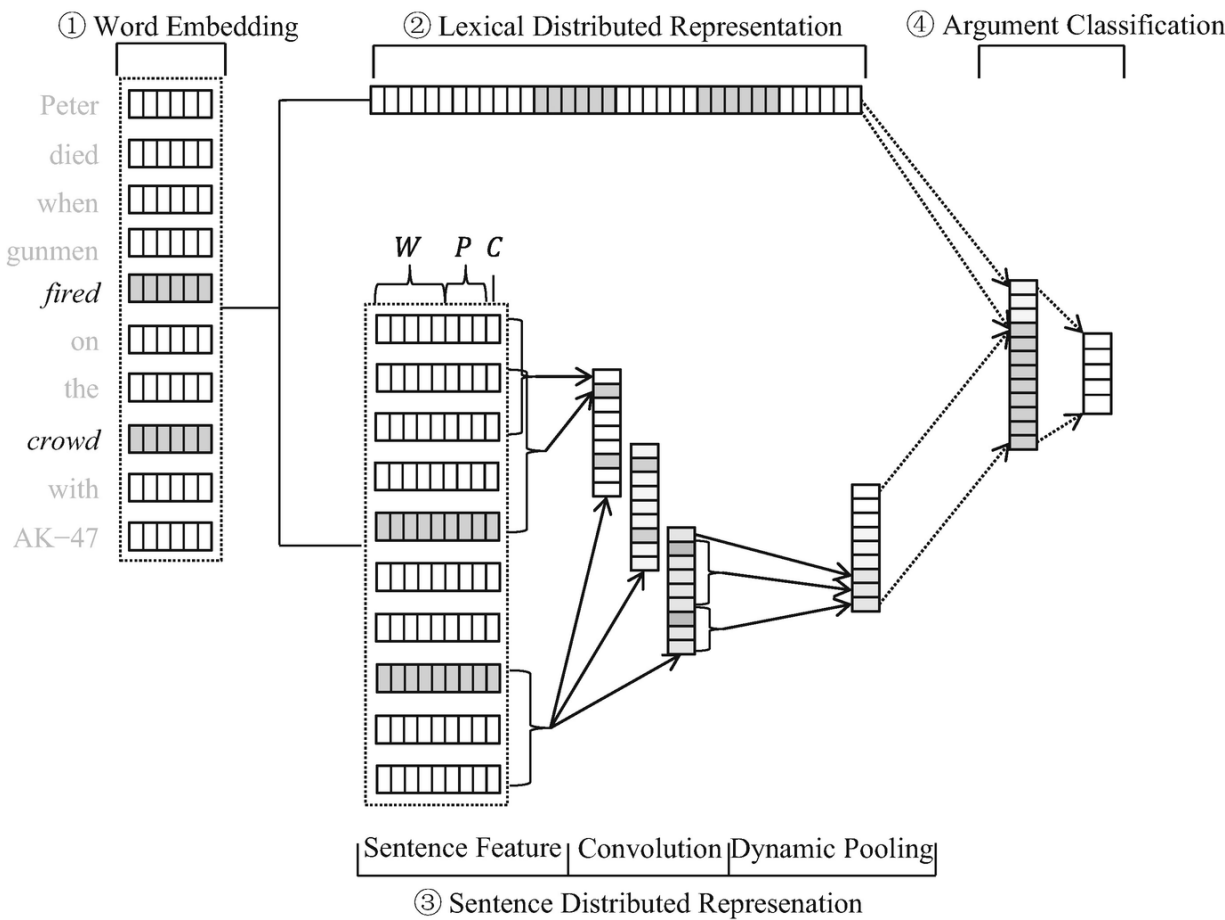 ① Word Embedding
② Lexical Distributed Representation
④ Argument Classification
Peter
died
when
gunmen
fired
on
the
crowd
with
AK−47
W P C
Sentence Feature Convolution Dynamic Pooling
③ Sentence Distributed Represenation